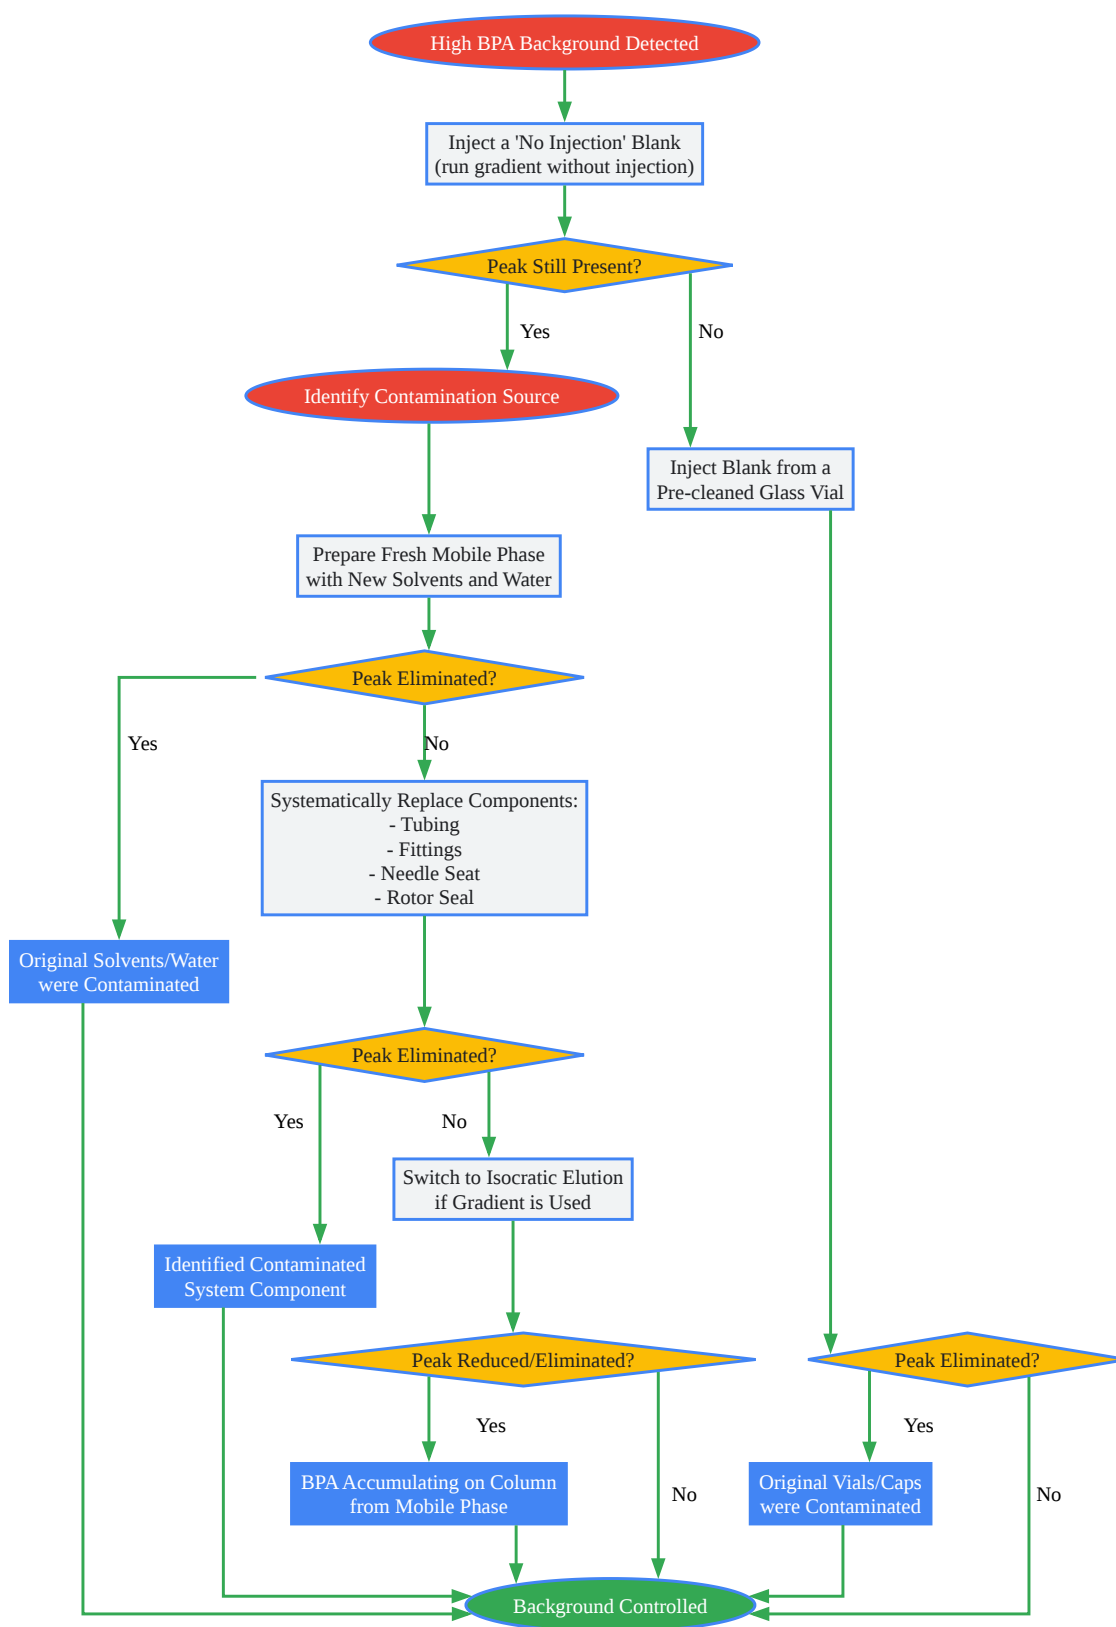 High BPA Background Detected
Inject a 'No Injection' Blank
(run gradient without injection)
Peak Still Present?
Yes
No
Identify Contamination Source
Inject Blank from a
Pre-cleaned Glass Vial
Prepare Fresh Mobile Phase
with New Solvents and Water
Peak Eliminated?
Yes
No
Systematically Replace Components:
- Tubing
- Fittings
- Needle Seat
- Rotor Seal
Original Solvents/Water
were Contaminated
Peak Eliminated?
Yes
No
Switch to Isocratic Elution
if Gradient is Used
Identified Contaminated
System Component
Peak Reduced/Eliminated?
Peak Eliminated?
Yes
Yes
BPA Accumulating on Column
from Mobile Phase
No
Original Vials/Caps
were Contaminated
No
Background Controlled